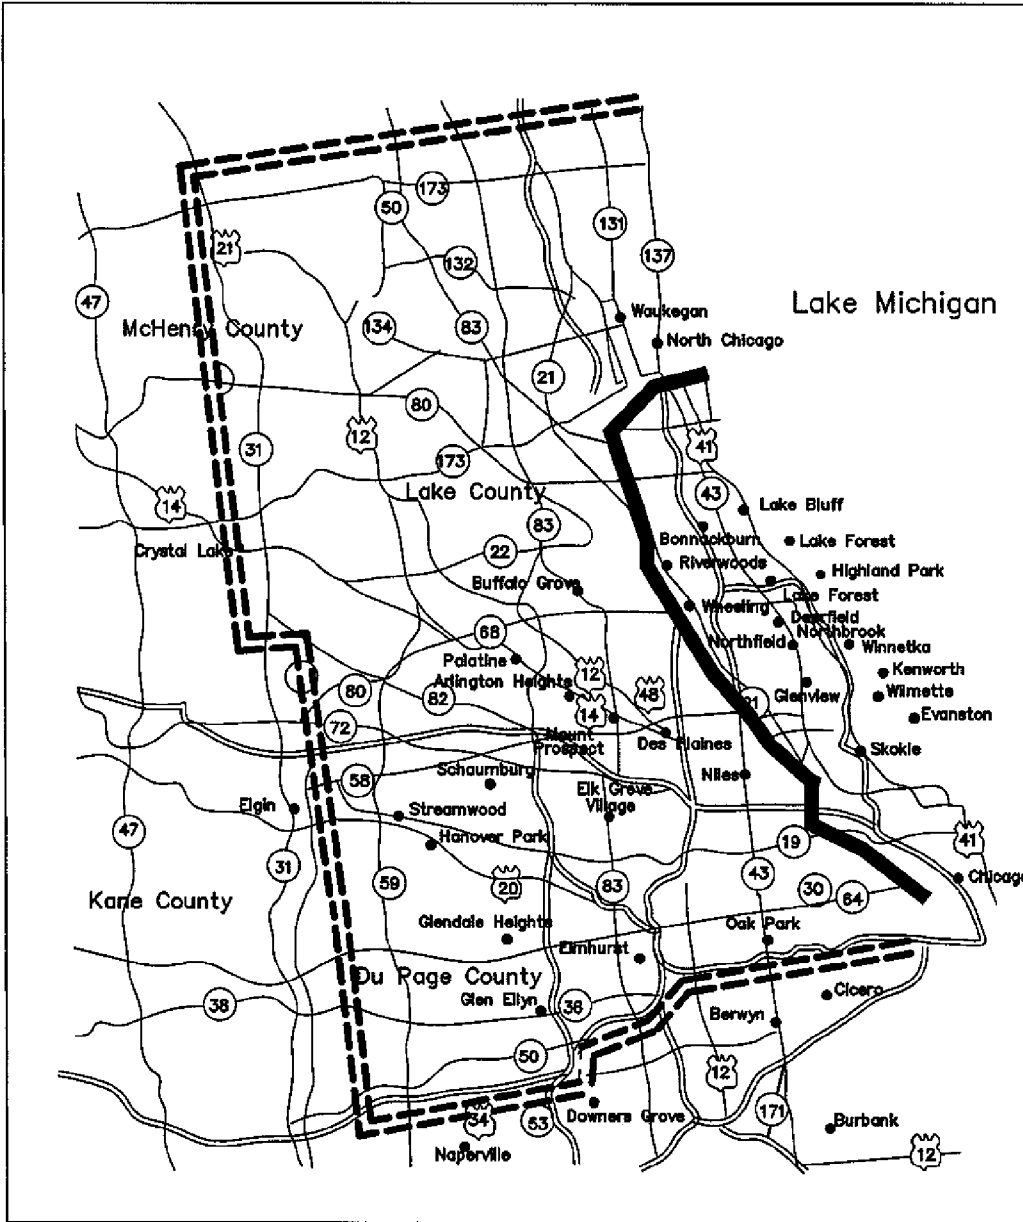 173
50
131
21
132
137
47
Lake Michigan
Waukegan
McHenry County
134
83
North Chicago
21
80
12
31
41
173
Lake County
43
14
Lake Bluff
83
Bonnackburn
Lake Forest
Crystal Lake
22
Riverwoods
Highland Park
Buffalo Grove
Lake Forest
Wheeling
Deerfield
68
Northbrook
Northfield
Winnetka
Palatine
12
Kenworth
Arlington Heights
80
82
48
Glenview
Wilmette
14
21
Evanston
72
Mount
Prospect
Des Plaines
Skokie
Schaumburg
58
Niles
Elk Grove
Village
Elgin
Streamwood
47
Hanover Park
19
41
31
59
20
83
43
30
64
Chicago
Kane County
Glendale Heights
Oak Park
Elmhurst
Du Page County
38
Glen Ellyn
36
Cicero
Berwyn
50
12
34
53
Downers Grove
171
Burbank
Naperville
12